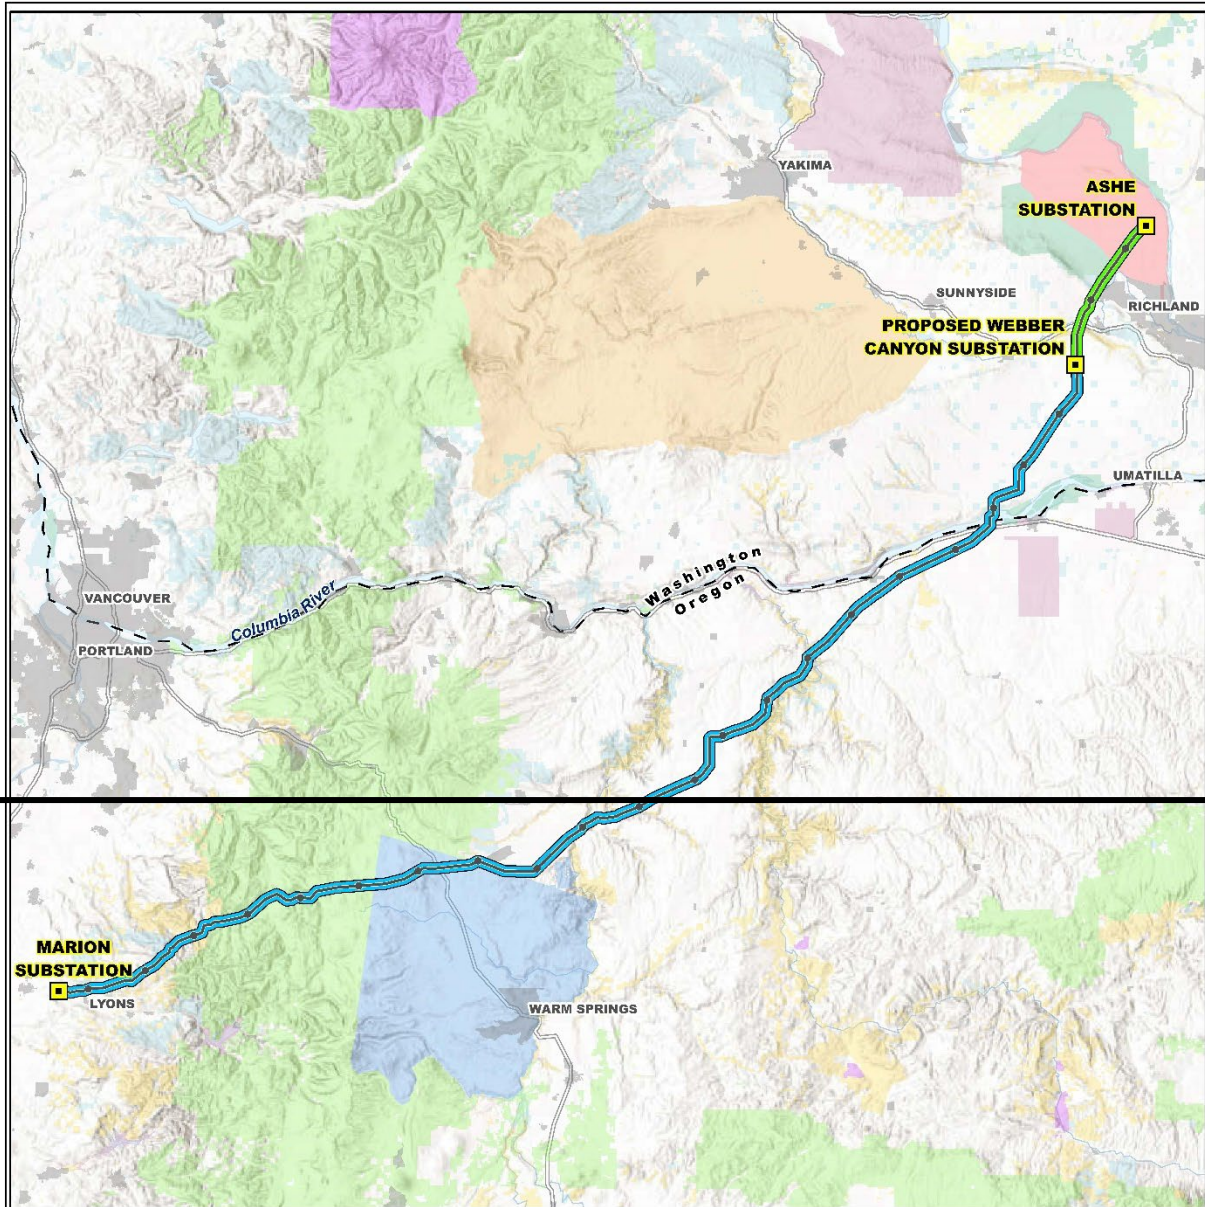 YAKIMA
ASHE
SUBSTATION
SUNNYSIDE
RICHLAND
PROPOSED WEBBER
CANYON SUBSTATION
UMATILLA
Washington
Oregon
VANCOUVER
Columbia River
PORTLAND
MARION
SUBSTATION
LYONS
WARM SPRINGS